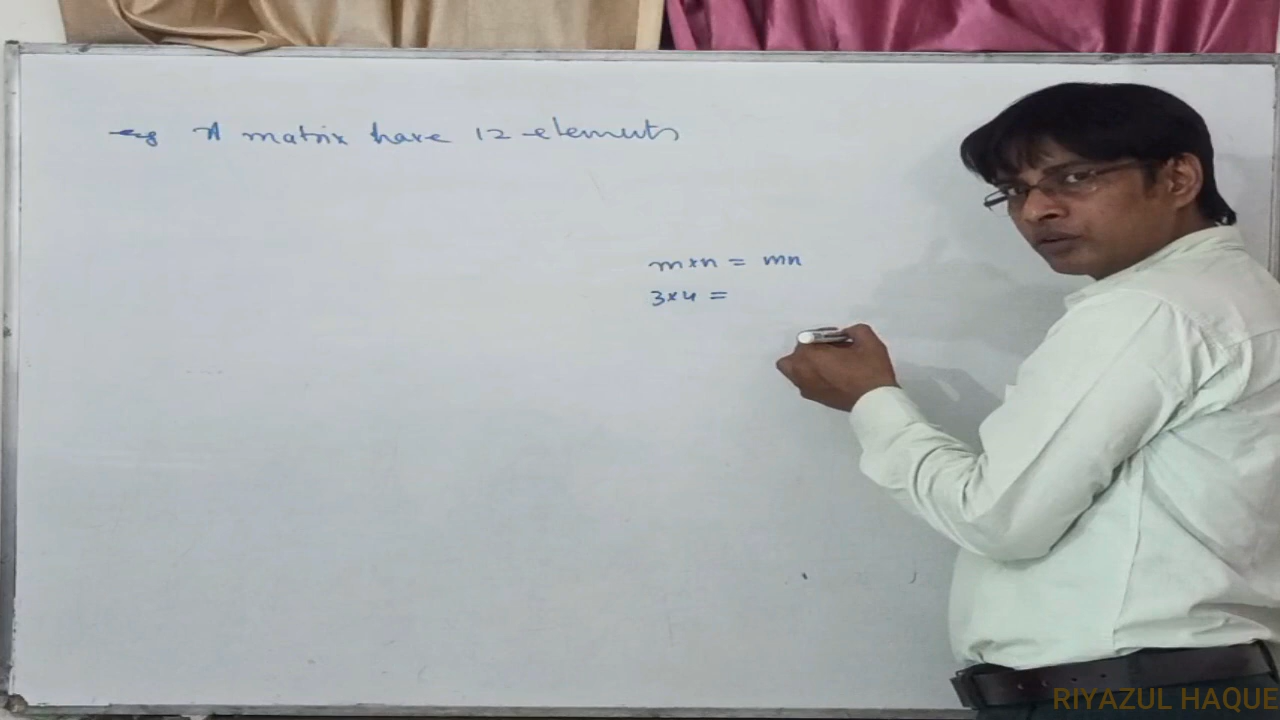 eg A matrix have 12 elements
m×n = mn
3×4 =
RIYAZUL HAQUE